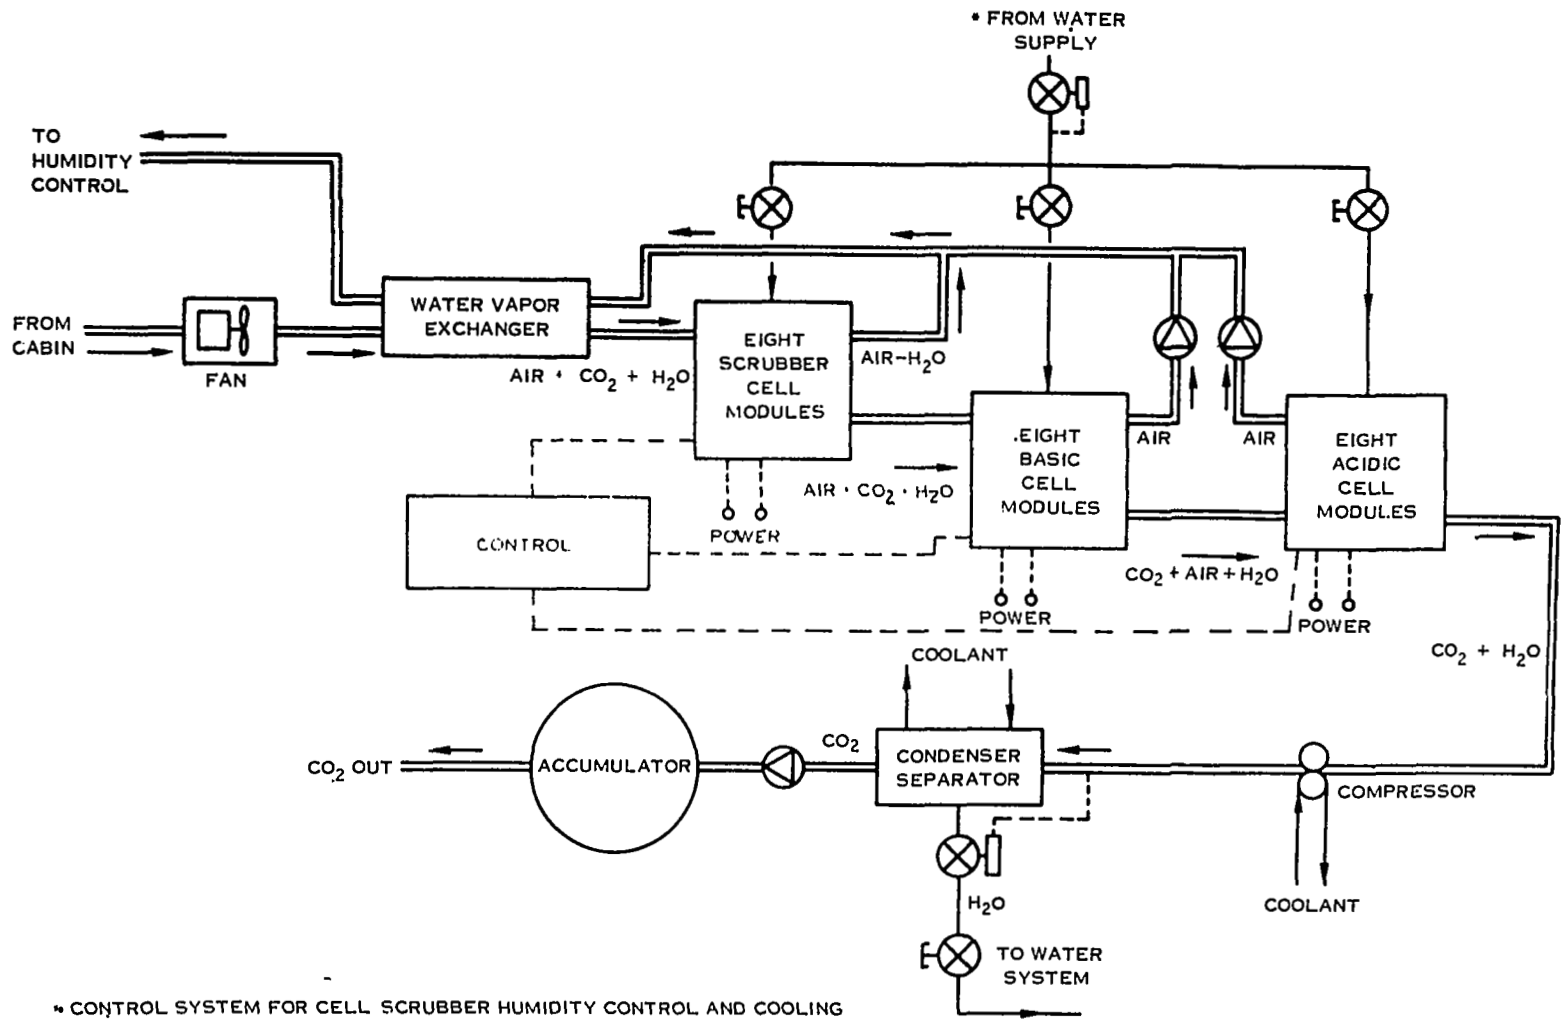 * FROM WATER
SUPPLY
TO
HUMIDITY
CONTROL
WATER VAPOR
EXCHANGER
FROM
CABIN
FAN
AIR · CO2 + H2O
EIGHT
SCRUBBER
CELL
MODULES
AIR-H2O
EIGHT
BASIC
CELL
MODULES
AIR
AIR
EIGHT
ACIDIC
CELL
MODULES
AIR · CO2 · H2O
POWER
CONTROL
CO2 + AIR + H2O
POWER
POWER
CO2 + H2O
COOLANT
CO2 OUT
ACCUMULATOR
CO2
CONDENSER
SEPARATOR
COMPRESSOR
COOLANT
H2O
TO WATER
SYSTEM
* CONTROL SYSTEM FOR CELL SCRUBBER HUMIDITY CONTROL AND COOLING